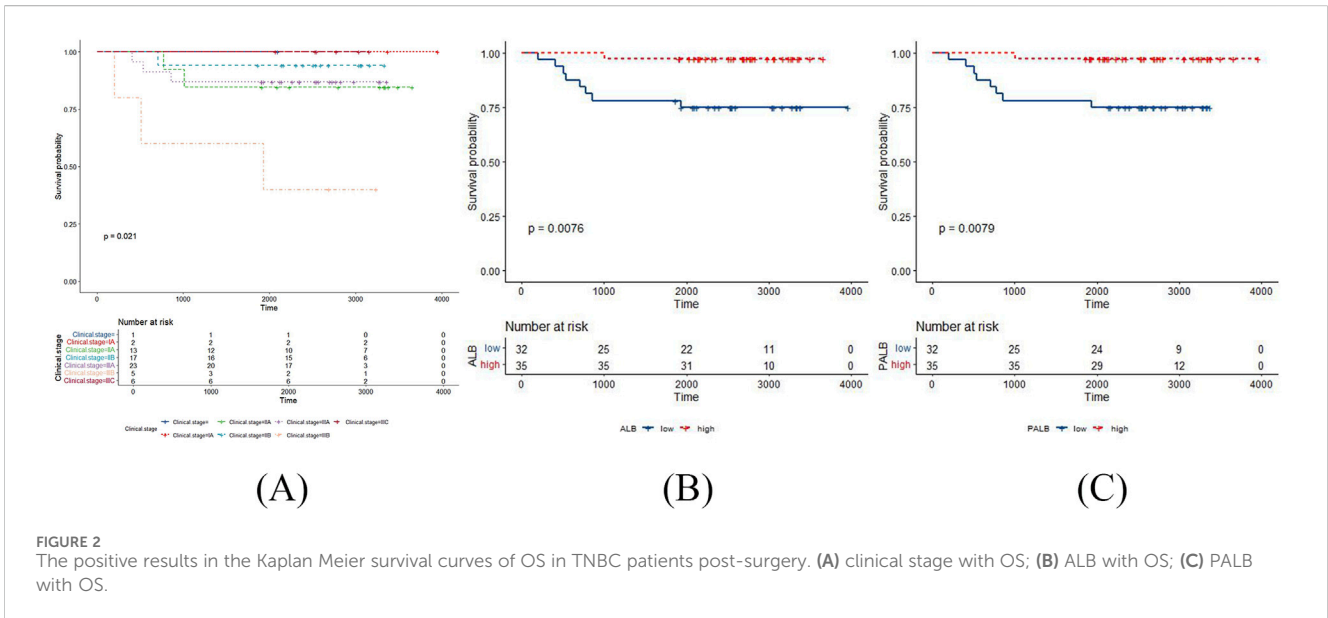 1.00
0.75
0.50
0.25
0.00
Survival probability
p = 0.021
0 1000 2000 3000 4000
Time
Number at risk
Clinical stage
Clinical.stage= 1 1 1 0 0
Clinical.stage=IA 2 2 2 2 0
Clinical.stage=IIA 13 12 10 7 0
Clinical.stage=IIB 17 16 15 6 0
Clinical.stage=IIIA 23 20 17 3 0
Clinical.stage=IIIB 5 3 2 1 0
Clinical.stage=IIIC 6 6 6 2 0
0 1000 2000 3000 4000
Time
Clinical.stage Clinical.stage= Clinical.stage=IIA Clinical.stage=IIIA Clinical.stage=IIIC
Clinical.stage=IA Clinical.stage=IIB Clinical.stage=IIIB
(A)
1.00
0.75
0.50
0.25
0.00
Survival probability
p = 0.0076
0 1000 2000 3000 4000
Time
Number at risk
ALB
low 32 25 22 11 0
high 35 35 31 10 0
0 1000 2000 3000 4000
Time
ALB low high
(B)
1.00
0.75
0.50
0.25
0.00
Survival probability
p = 0.0079
0 1000 2000 3000 4000
Time
Number at risk
PALB
low 32 25 24 9 0
high 35 35 29 12 0
0 1000 2000 3000 4000
Time
PALB low high
(C)
FIGURE 2
The positive results in the Kaplan Meier survival curves of OS in TNBC patients post-surgery. (A) clinical stage with OS; (B) ALB with OS; (C) PALB
with OS.